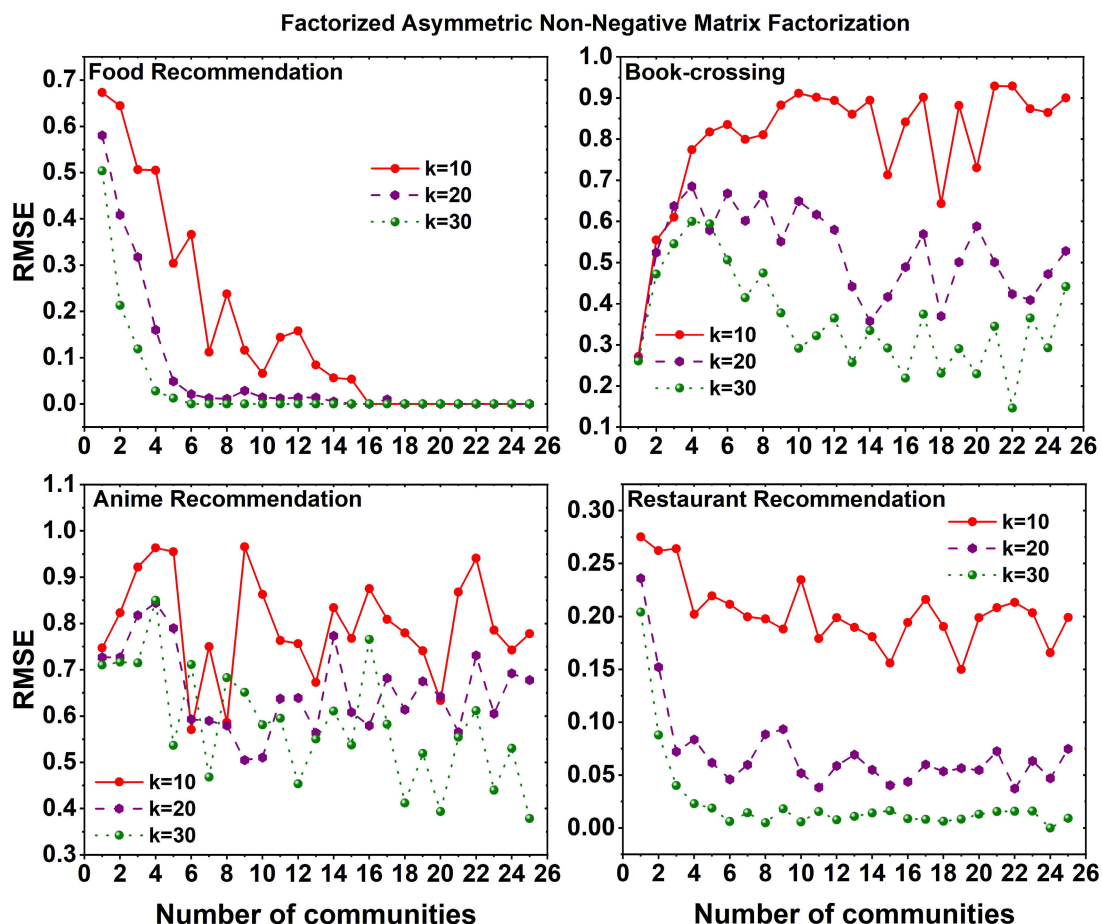 Factorized Asymmetric Non-Negative Matrix Factorization
Food Recommendation
RMSE
0.7
0.6
0.5
0.4
0.3
0.2
0.1
0.0
k=10
k=20
k=30
0 2 4 6 8 10 12 14 16 18 20 22 24 26
Book-crossing
1.0
0.9
0.8
0.7
0.6
0.5
0.4
0.3
0.2
0.1
k=10
k=20
k=30
0 2 4 6 8 10 12 14 16 18 20 22 24 26
Anime Recommendation
RMSE
1.1
1.0
0.9
0.8
0.7
0.6
0.5
0.4
0.3
k=10
k=20
k=30
0 2 4 6 8 10 12 14 16 18 20 22 24 26
Number of communities
Restaurant Recommendation
0.30
0.25
0.20
0.15
0.10
0.05
0.00
k=10
k=20
k=30
0 2 4 6 8 10 12 14 16 18 20 22 24 26
Number of communities